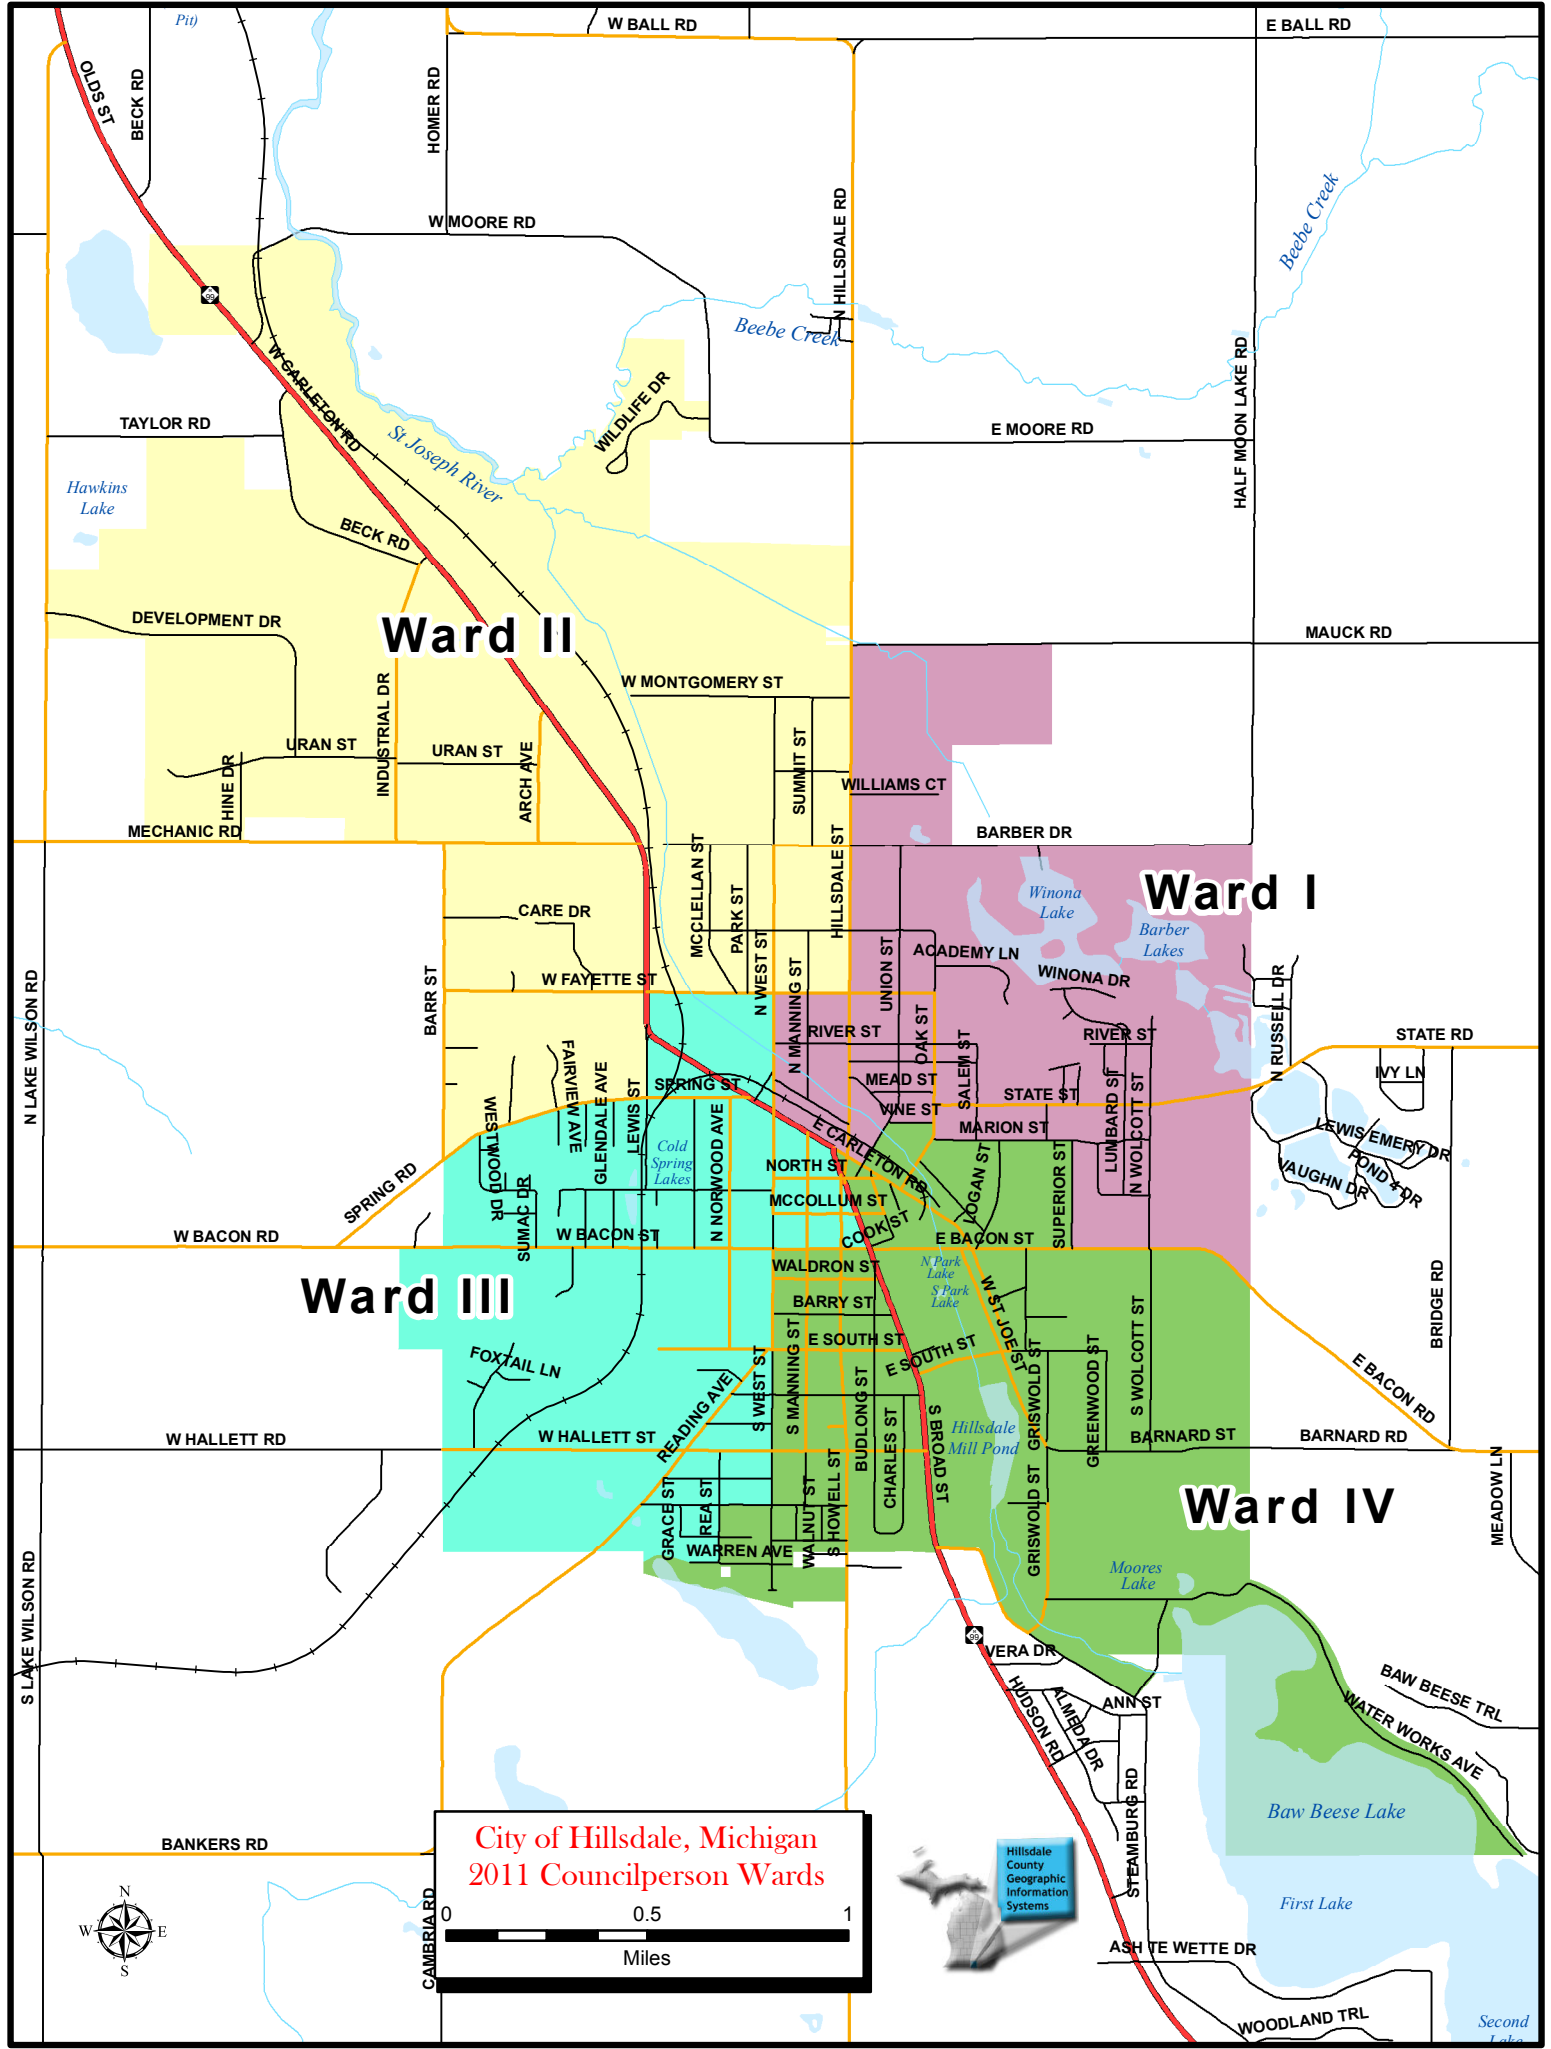 Pit)
W BALL RD
E BALL RD
OLDS ST
BECK RD
HOMER RD
N HILLSDALE RD
W MOORE RD
Beebe Creek
99
Beebe Creek
W CARLETON RD
HALF MOON LAKE RD
WILDLIFE DR
TAYLOR RD
E MOORE RD
St Joseph River
Hawkins
Lake
BECK RD
DEVELOPMENT DR
Ward II
MAUCK RD
W MONTGOMERY ST
INDUSTRIAL DR
URAN ST
URAN ST
ARCH AVE
HINE DR
SUMMIT ST
WILLIAMS CT
MECHANIC RD
BARBER DR
MCCLELLAN ST
HILLSDALE ST
PARK ST
Ward I
Winona
Lake
Barber
Lakes
CARE DR
UNION ST
ACADEMY LN
WINONA DR
N WEST ST
N MANNING ST
W FAYETTE ST
BARR ST
N LAKE WILSON RD
N RUSSELL DR
RIVER ST
OAK ST
RIVER ST
STATE RD
SALEM ST
FAIRVIEW AVE
GLENDALE AVE
LEWIS ST
SPRING ST
MEAD ST
LUMBARD ST
N WOLCOTT ST
IVY LN
STATE ST
VINE ST
WESTWOOD DR
N NORWOOD AVE
E CARLETON RD
MARION ST
LEWIS EMERY DR
Cold
Spring
Lakes
NORTH ST
LOGAN ST
SUPERIOR ST
VAUGHN DR
POND 4 DR
SPRING RD
SUMAC DR
MCCOLLUM ST
COOK ST
W BACON RD
W BACON ST
E BACON ST
WALDRON ST
N Park
Lake
S Park
Lake
Ward III
BARRY ST
W ST JOE ST
BRIDGE RD
S WOLCOTT ST
E SOUTH ST
E SOUTH ST
FOXTAIL LN
S WEST ST
S MANNING ST
BUDLONG ST
GRISWOLD ST
GREENWOOD ST
E BACON RD
READING AVE
CHARLES ST
S BROAD ST
Hillsdale
Mill Pond
W HALLETT RD
W HALLETT ST
BARNARD ST
BARNARD RD
GRACE ST
REA ST
WALNUT ST
S HOWELL ST
GRISWOLD ST
Ward IV
MEADOW LN
WARREN AVE
Moores
Lake
S LAKE WILSON RD
99
VERA DR
HUDSON RD
ALMEDA DR
ANN ST
BAW BEESE TRL
WATER WORKS AVE
STEAMBURG RD
Baw Beese Lake
BANKERS RD
City of Hillsdale, Michigan
2011 Councilperson Wards
0 0.5 1
Miles
CAMBRIA RD
N
W E
S
Hillsdale
County
Geographic
Information
Systems
First Lake
ASH TE WETTE DR
WOODLAND TRL
Second
Lake